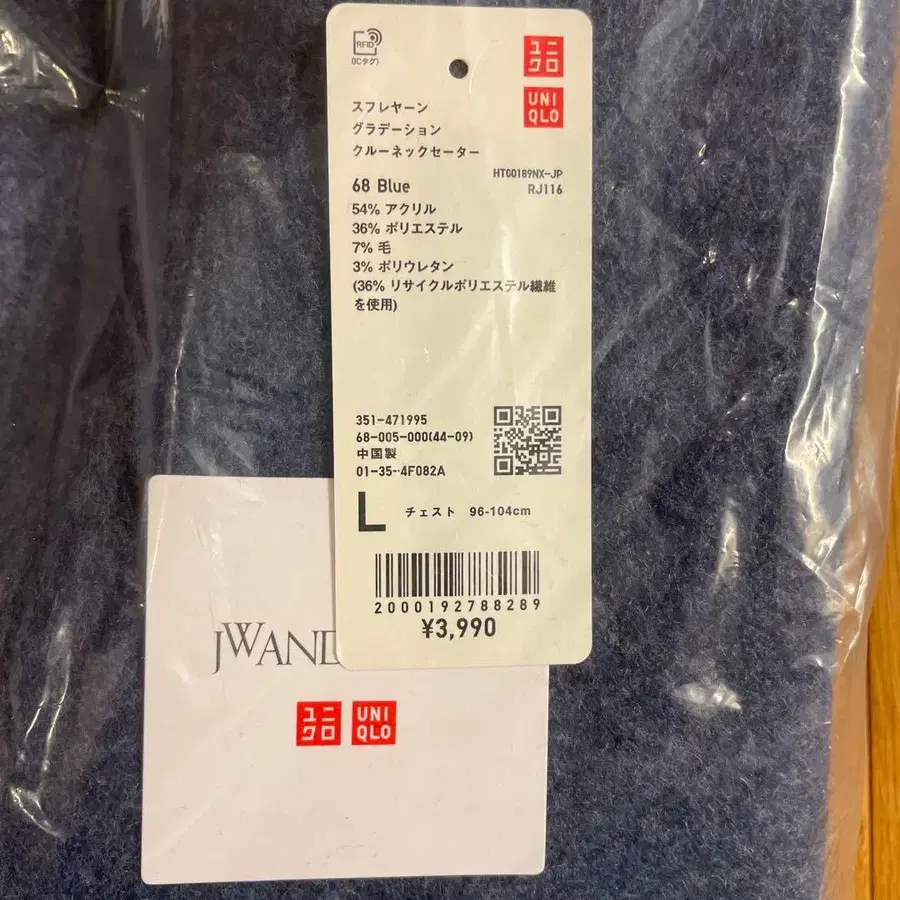 RFID
(ICタグ)
ユニ
クロ
UNI
QLO
スフレヤーン
グラデーション
クルーネックセーター
HTG0189NX-JP
68 Blue
RJ116
54% アクリル
36% ポリエステル
7% 毛
3% ポリウレタン
(36% リサイクルポリエステル繊維
を使用)
351-471995
68-005-000(44-09)
中国製
01-35-4F082A
L チェスト 96-104cm
2000192788289
¥3,990
JWAND
ユニ
クロ
UNI
QLO